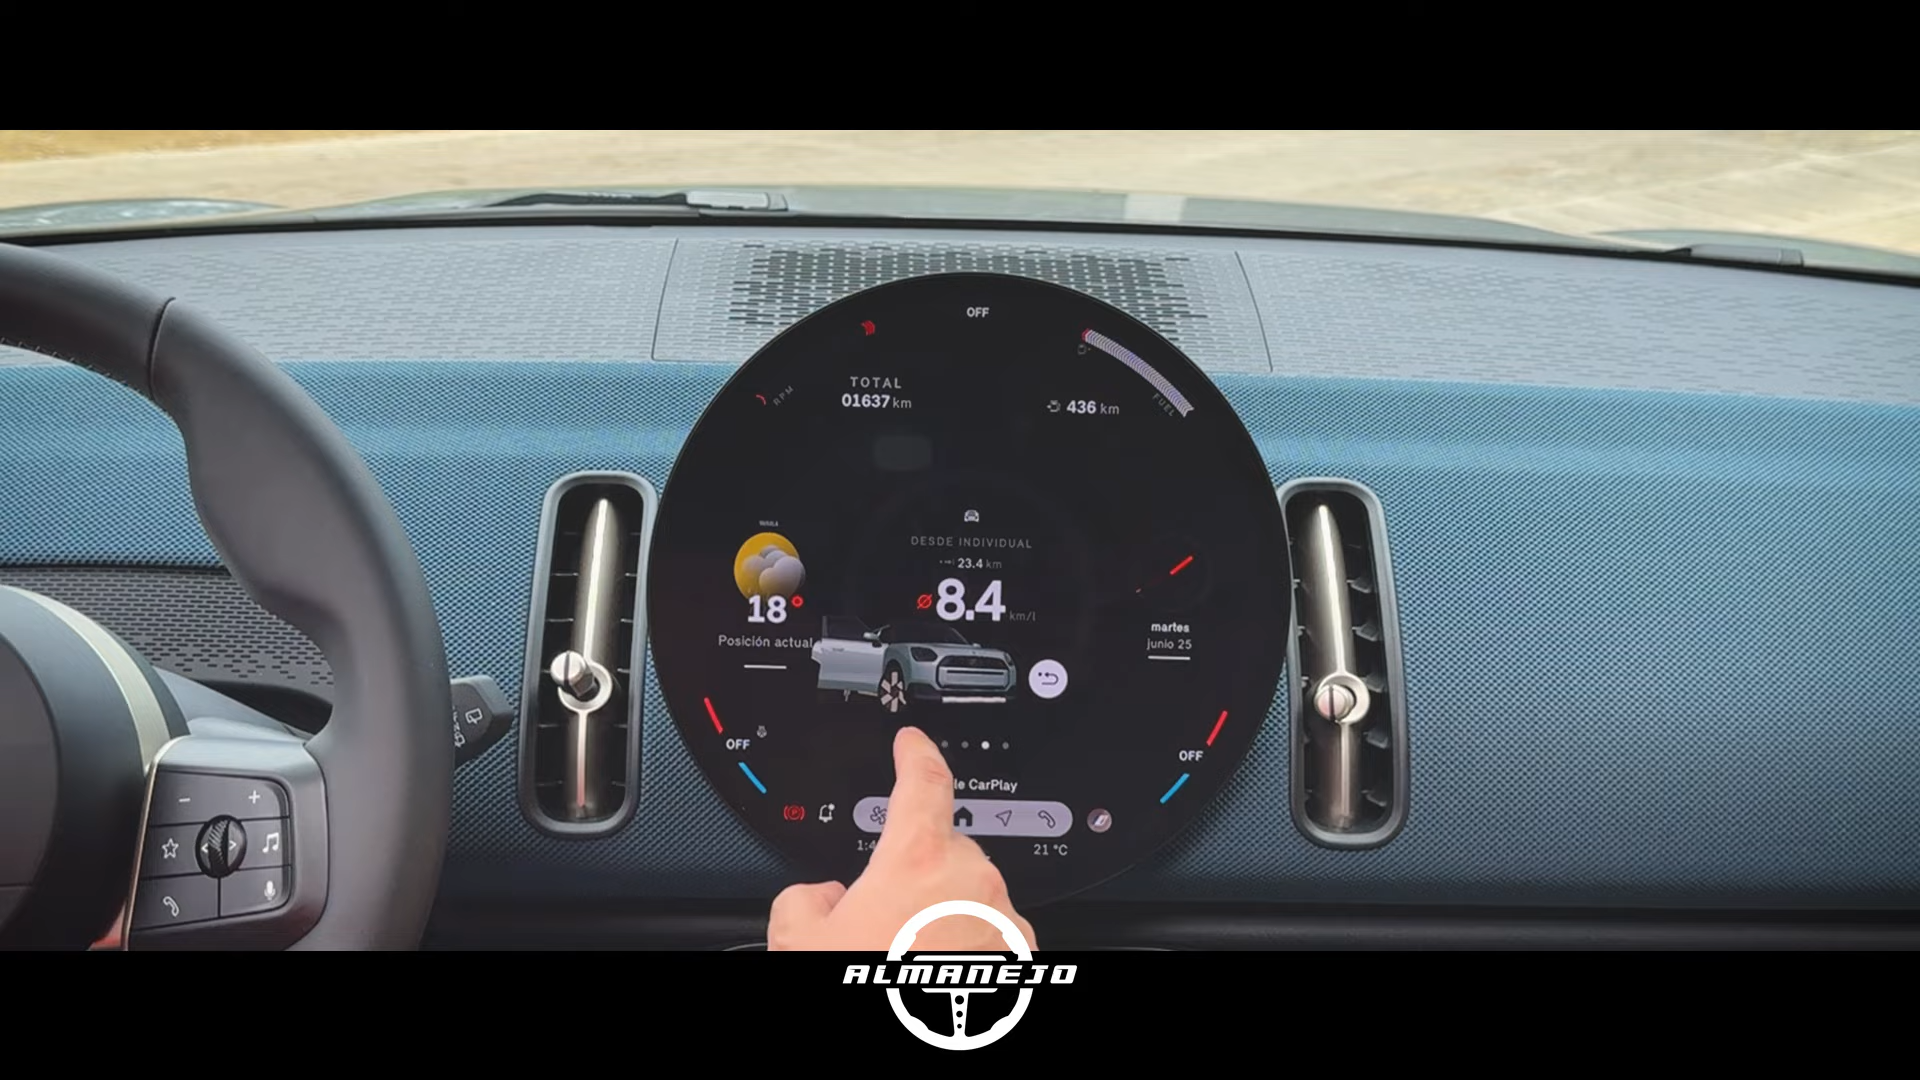 OFF
RPM
TOTAL
01637 km
436 km
FUEL
DESDE INDIVIDUAL
23.4 km
8.4 km/l
18
Posición actual
martes
junio 25
OFF
OFF
le CarPlay
21 °C
ALMANEJO